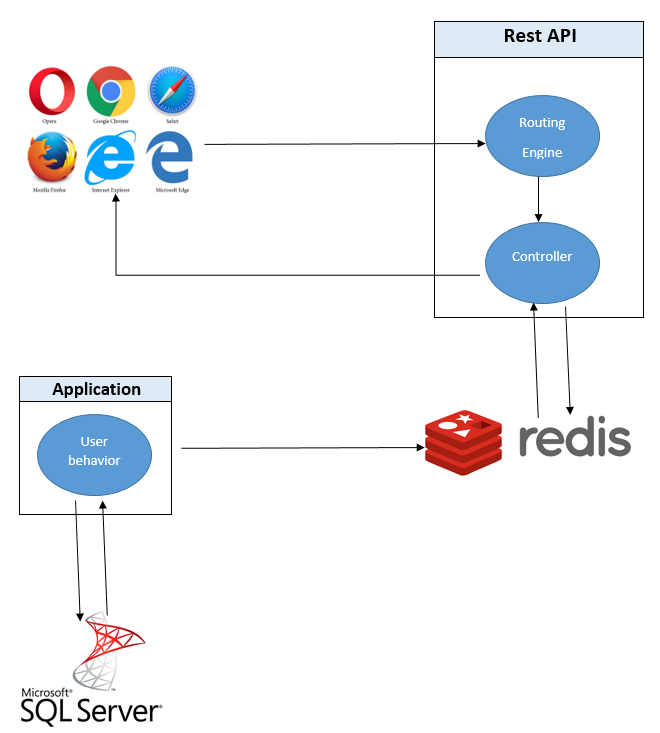 Rest API
Opera
Google Chrome
Safari
Routing
Engine
Mozilla Firefox
Internet Explorer
Microsoft Edge
Controller
Application
User
behavior
redis
Microsoft®
SQL Server®